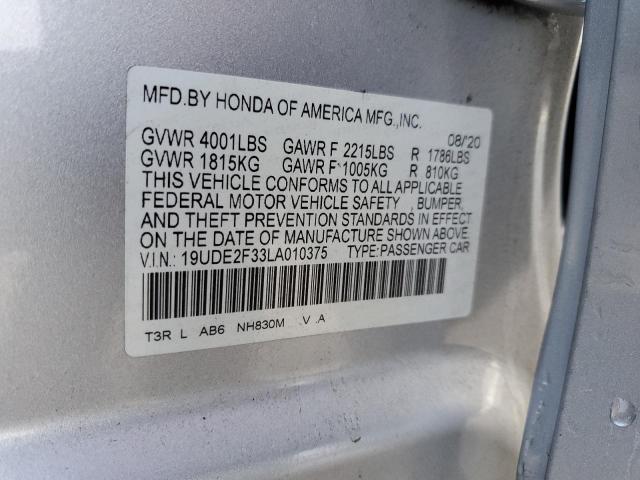 MFD.BY HONDA OF AMERICA MFG.,INC.
08/'20
GVWR 4001LBS GAWR F 2215LBS R 1786LBS
GVWR 1815KG GAWR F 1005KG R 810KG
THIS VEHICLE CONFORMS TO ALL APPLICABLE
FEDERAL MOTOR VEHICLE SAFETY , BUMPER,
AND THEFT PREVENTION STANDARDS IN EFFECT
ON THE DATE OF MANUFACTURE SHOWN ABOVE.
V.I.N.: 19UDE2F33LA010375 TYPE:PASSENGER CAR
T3R L AB6 NH830M .V .A